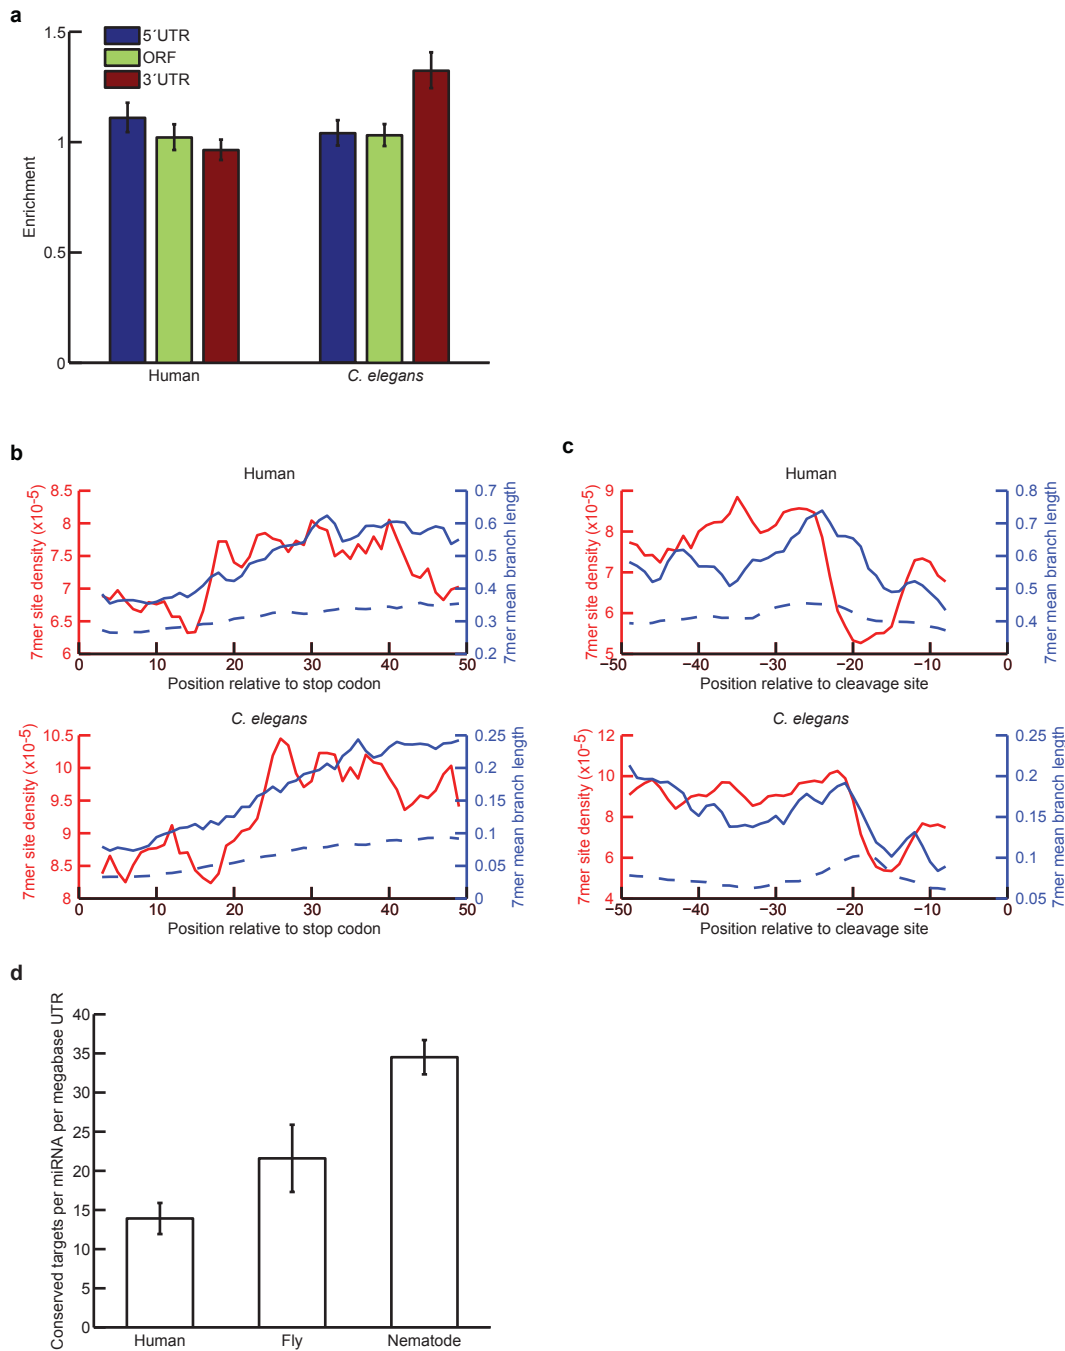 a
1.5
1
0.5
0
Enrichment
5´UTR
ORF
3´UTR
Human
C. elegans
b
Human
8.5
8
7.5
7
6.5
6
7mer site density (x10-5)
0.7
0.6
0.5
0.4
0.3
0.2
7mer mean branch length
0 10 20 30 40 50
Position relative to stop codon
C. elegans
10.5
10
9.5
9
8.5
8
7mer site density (x10-5)
0.25
0.2
0.15
0.1
0.05
0
7mer mean branch length
0 10 20 30 40 50
Position relative to stop codon
c
Human
9
8
7
6
5
7mer site density (x10-5)
0.8
0.7
0.6
0.5
0.4
7mer mean branch length
−50 −40 −30 −20 −10 0
Position relative to cleavage site
C. elegans
12
10
8
6
4
7mer site density (x10-5)
0.25
0.2
0.15
0.1
0.05
7mer mean branch length
−50 −40 −30 −20 −10 0
Position relative to cleavage site
d
40
35
30
25
20
15
10
5
0
Conserved targets per miRNA per megabase UTR
Human Fly Nematode